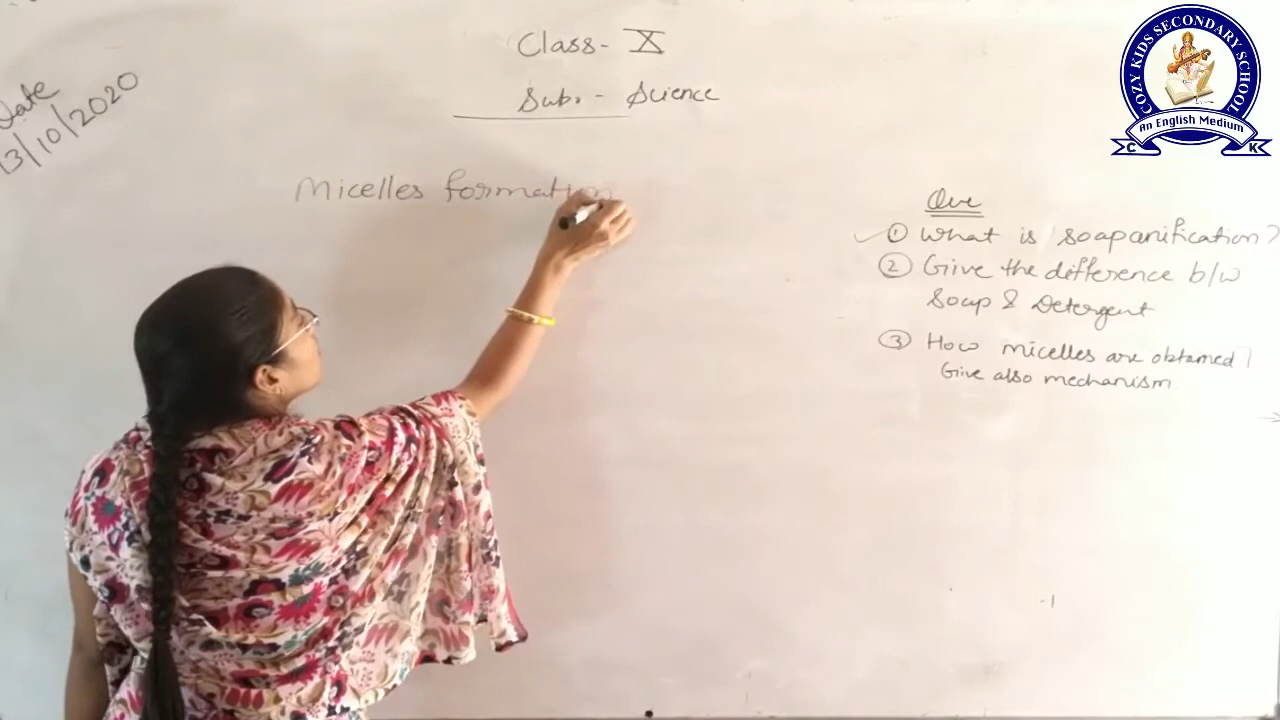 Date
13/10/2020
Class - X
Sub. - Science
Micelles formation
Que
① What is soapanification?
② Give the difference b/w
Soap & Detergent
③ How micelles are obtained?
Give also mechanism.
COZY KIDS SECONDARY SCHOOL
An English Medium
C K